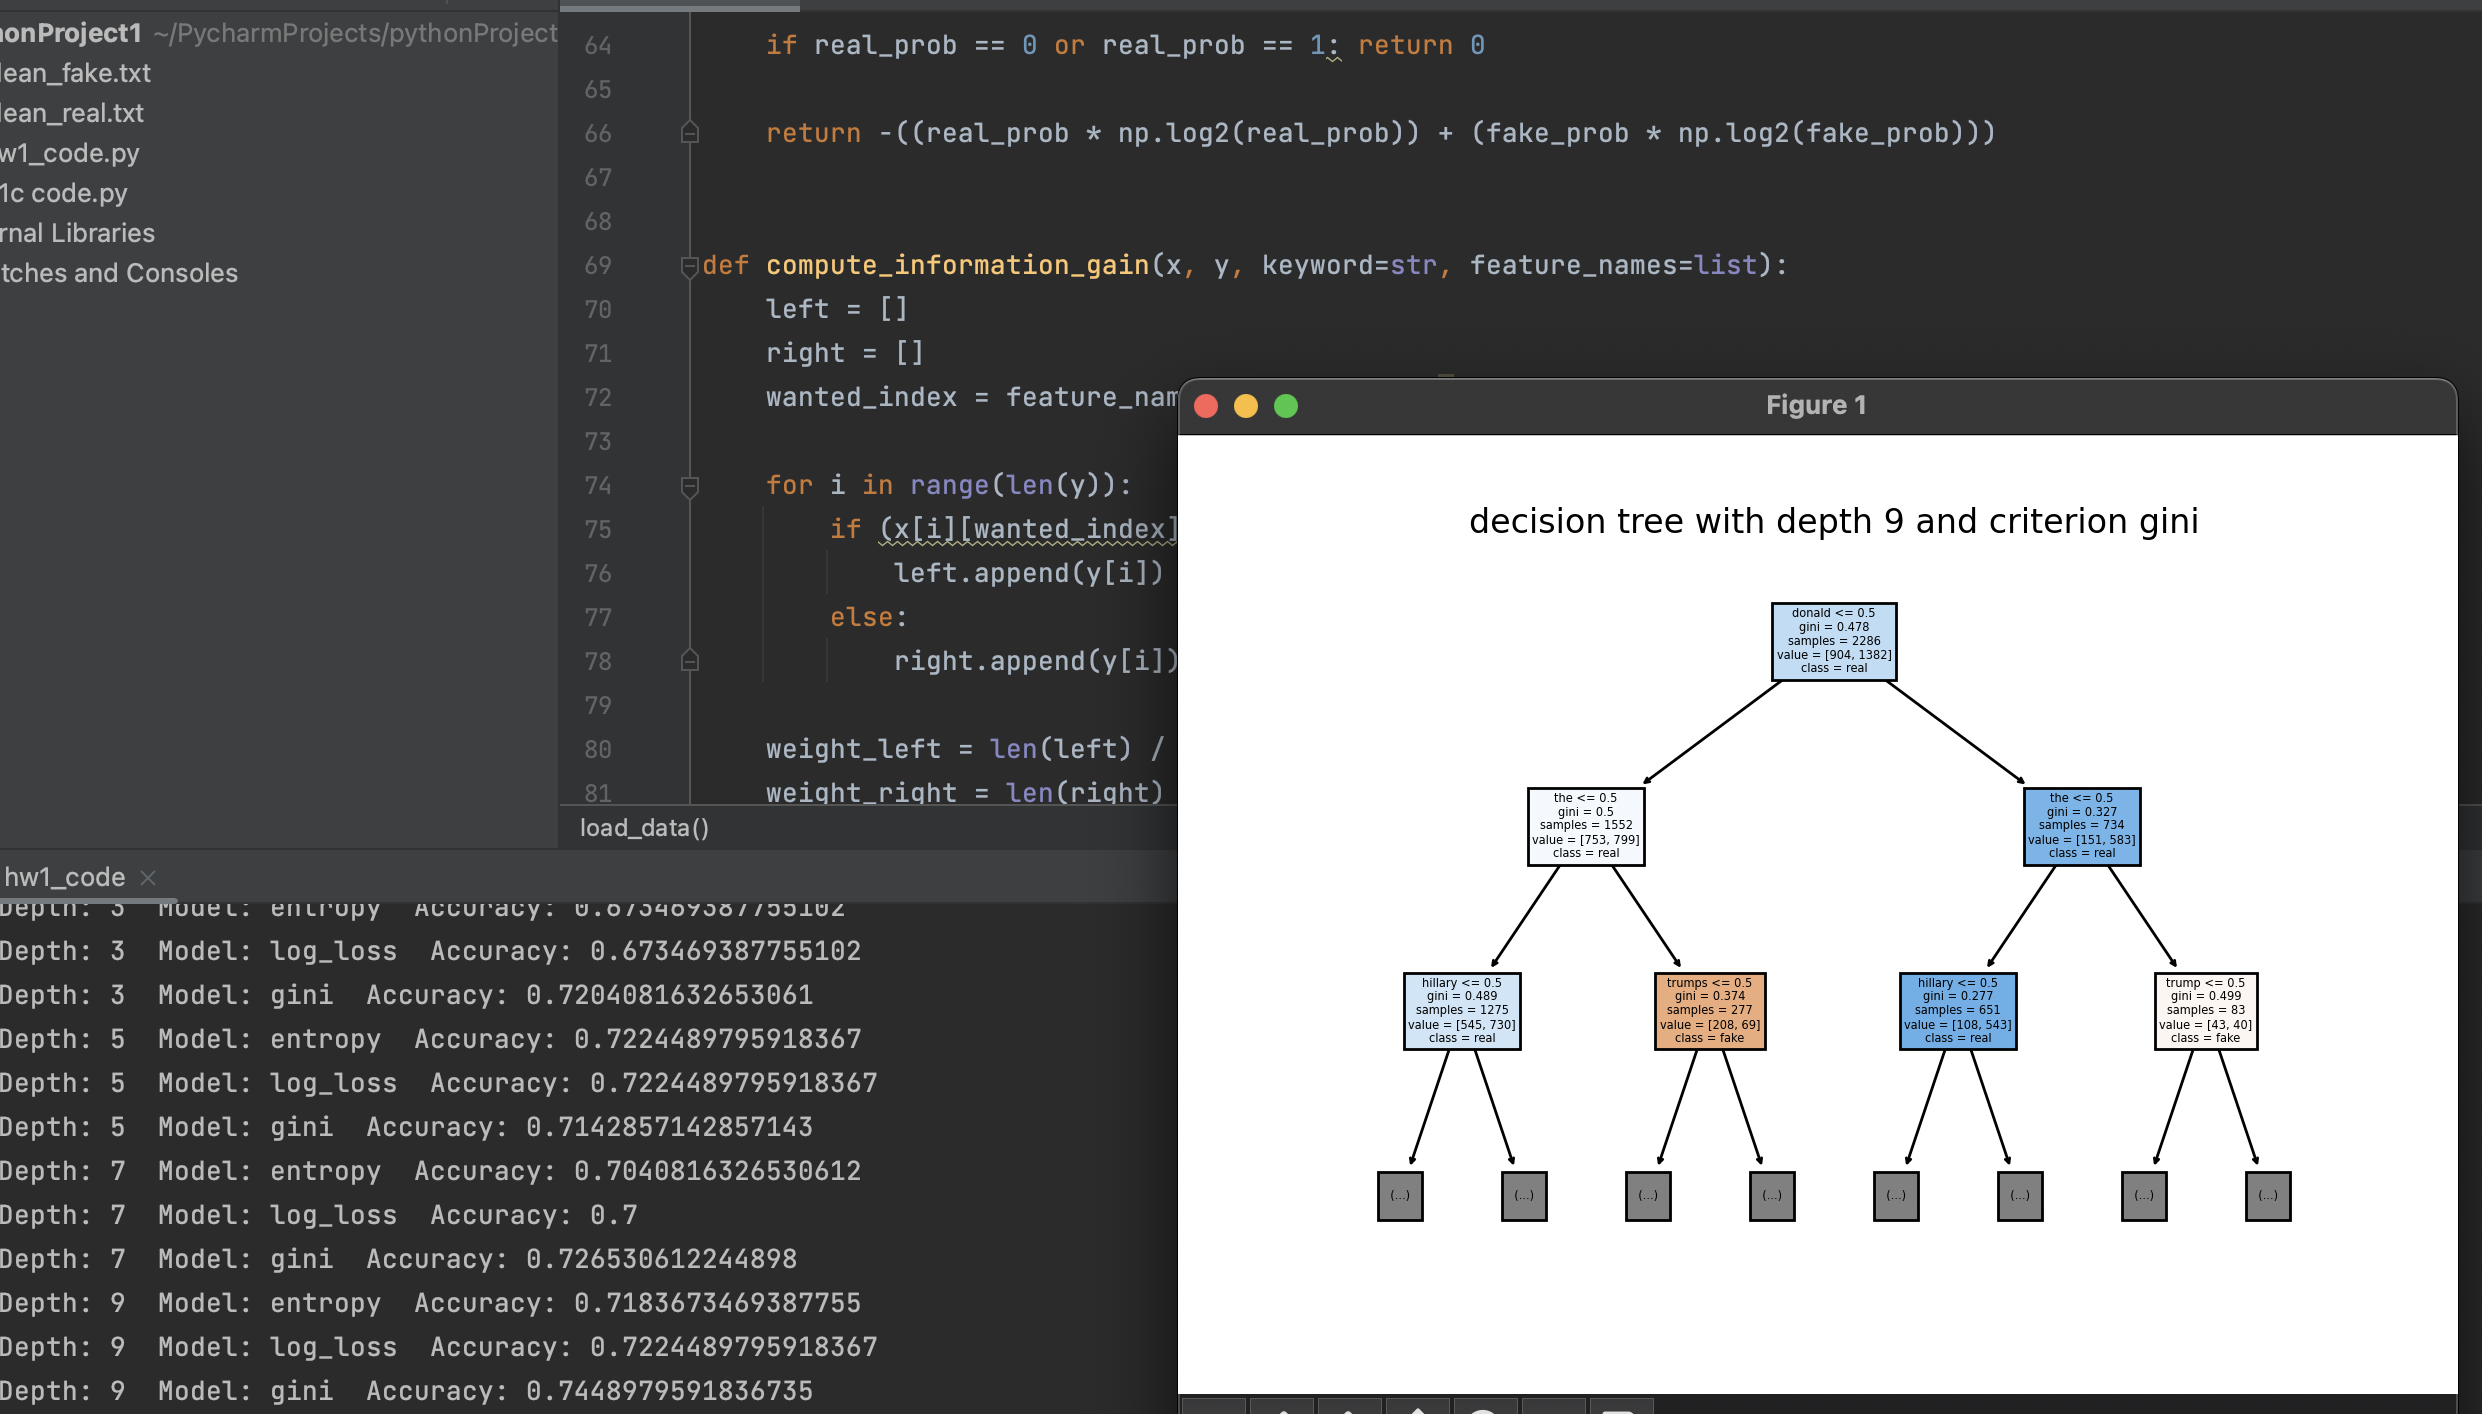 honProject1 ~/PycharmProjects/pythonProject
lean_fake.txt
lean_real.txt
w1_code.py
1c code.py
rnal Libraries
tches and Consoles
64 if real_prob == 0 or real_prob == 1: return 0
65
66 return -((real_prob * np.log2(real_prob)) + (fake_prob * np.log2(fake_prob)))
67
68
69 def compute_information_gain(x, y, keyword=str, feature_names=list):
70 left = []
71 right = []
72 wanted_index = feature_nam
73
74 for i in range(len(y)):
75 if (x[i][wanted_index]
76 left.append(y[i])
77 else:
78 right.append(y[i])
79
80 weight_left = len(left) /
81 weight_right = len(right)
load_data()
hw1_code
Depth: 3 Model: entropy Accuracy: 0.673469387755102
Depth: 3 Model: log_loss Accuracy: 0.673469387755102
Depth: 3 Model: gini Accuracy: 0.7204081632653061
Depth: 5 Model: entropy Accuracy: 0.7224489795918367
Depth: 5 Model: log_loss Accuracy: 0.7224489795918367
Depth: 5 Model: gini Accuracy: 0.7142857142857143
Depth: 7 Model: entropy Accuracy: 0.7040816326530612
Depth: 7 Model: log_loss Accuracy: 0.7
Depth: 7 Model: gini Accuracy: 0.726530612244898
Depth: 9 Model: entropy Accuracy: 0.7183673469387755
Depth: 9 Model: log_loss Accuracy: 0.7224489795918367
Depth: 9 Model: gini Accuracy: 0.7448979591836735
Figure 1
decision tree with depth 9 and criterion gini
donald <= 0.5
gini = 0.478
samples = 2286
value = [904, 1382]
class = real
the <= 0.5
gini = 0.5
samples = 1552
value = [753, 799]
class = real
the <= 0.5
gini = 0.327
samples = 734
value = [151, 583]
class = real
hillary <= 0.5
gini = 0.489
samples = 1275
value = [545, 730]
class = real
trumps <= 0.5
gini = 0.374
samples = 277
value = [208, 69]
class = fake
hillary <= 0.5
gini = 0.277
samples = 651
value = [108, 543]
class = real
trump <= 0.5
gini = 0.499
samples = 83
value = [43, 40]
class = fake
(...)
(...)
(...)
(...)
(...)
(...)
(...)
(...)